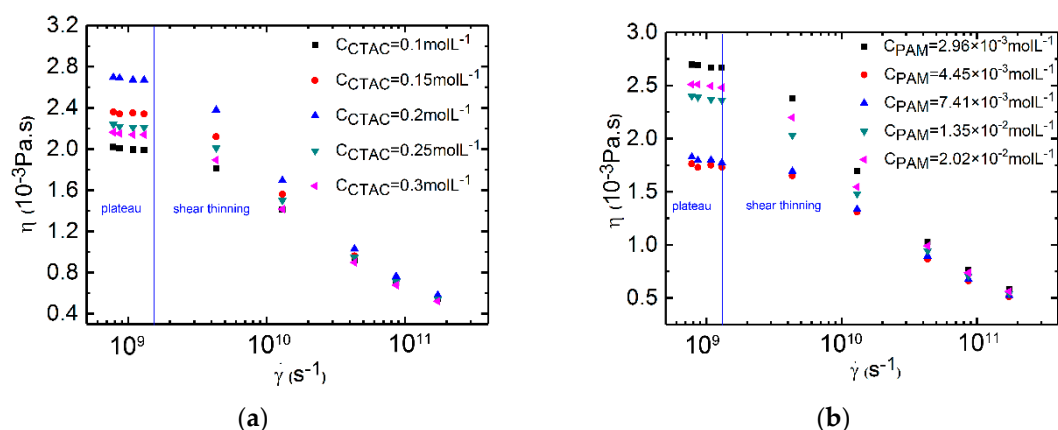 3.2
2.8
2.4
2.0
1.6
1.2
0.8
0.4
η (10⁻³Pa.s)
C_CTAC=0.1molL⁻¹
C_CTAC=0.15molL⁻¹
C_CTAC=0.2molL⁻¹
C_CTAC=0.25molL⁻¹
C_CTAC=0.3molL⁻¹
plateau
shear thinning
10⁹ 10¹⁰ 10¹¹
γ̇ (s⁻¹)
(a)
3.0
2.5
2.0
1.5
1.0
0.5
η (10⁻³Pa.s)
C_PAM=2.96×10⁻³molL⁻¹
C_PAM=4.45×10⁻³molL⁻¹
C_PAM=7.41×10⁻³molL⁻¹
C_PAM=1.35×10⁻²molL⁻¹
C_PAM=2.02×10⁻²molL⁻¹
plateau
shear thinning
10⁹ 10¹⁰ 10¹¹
γ̇ (s⁻¹)
(b)